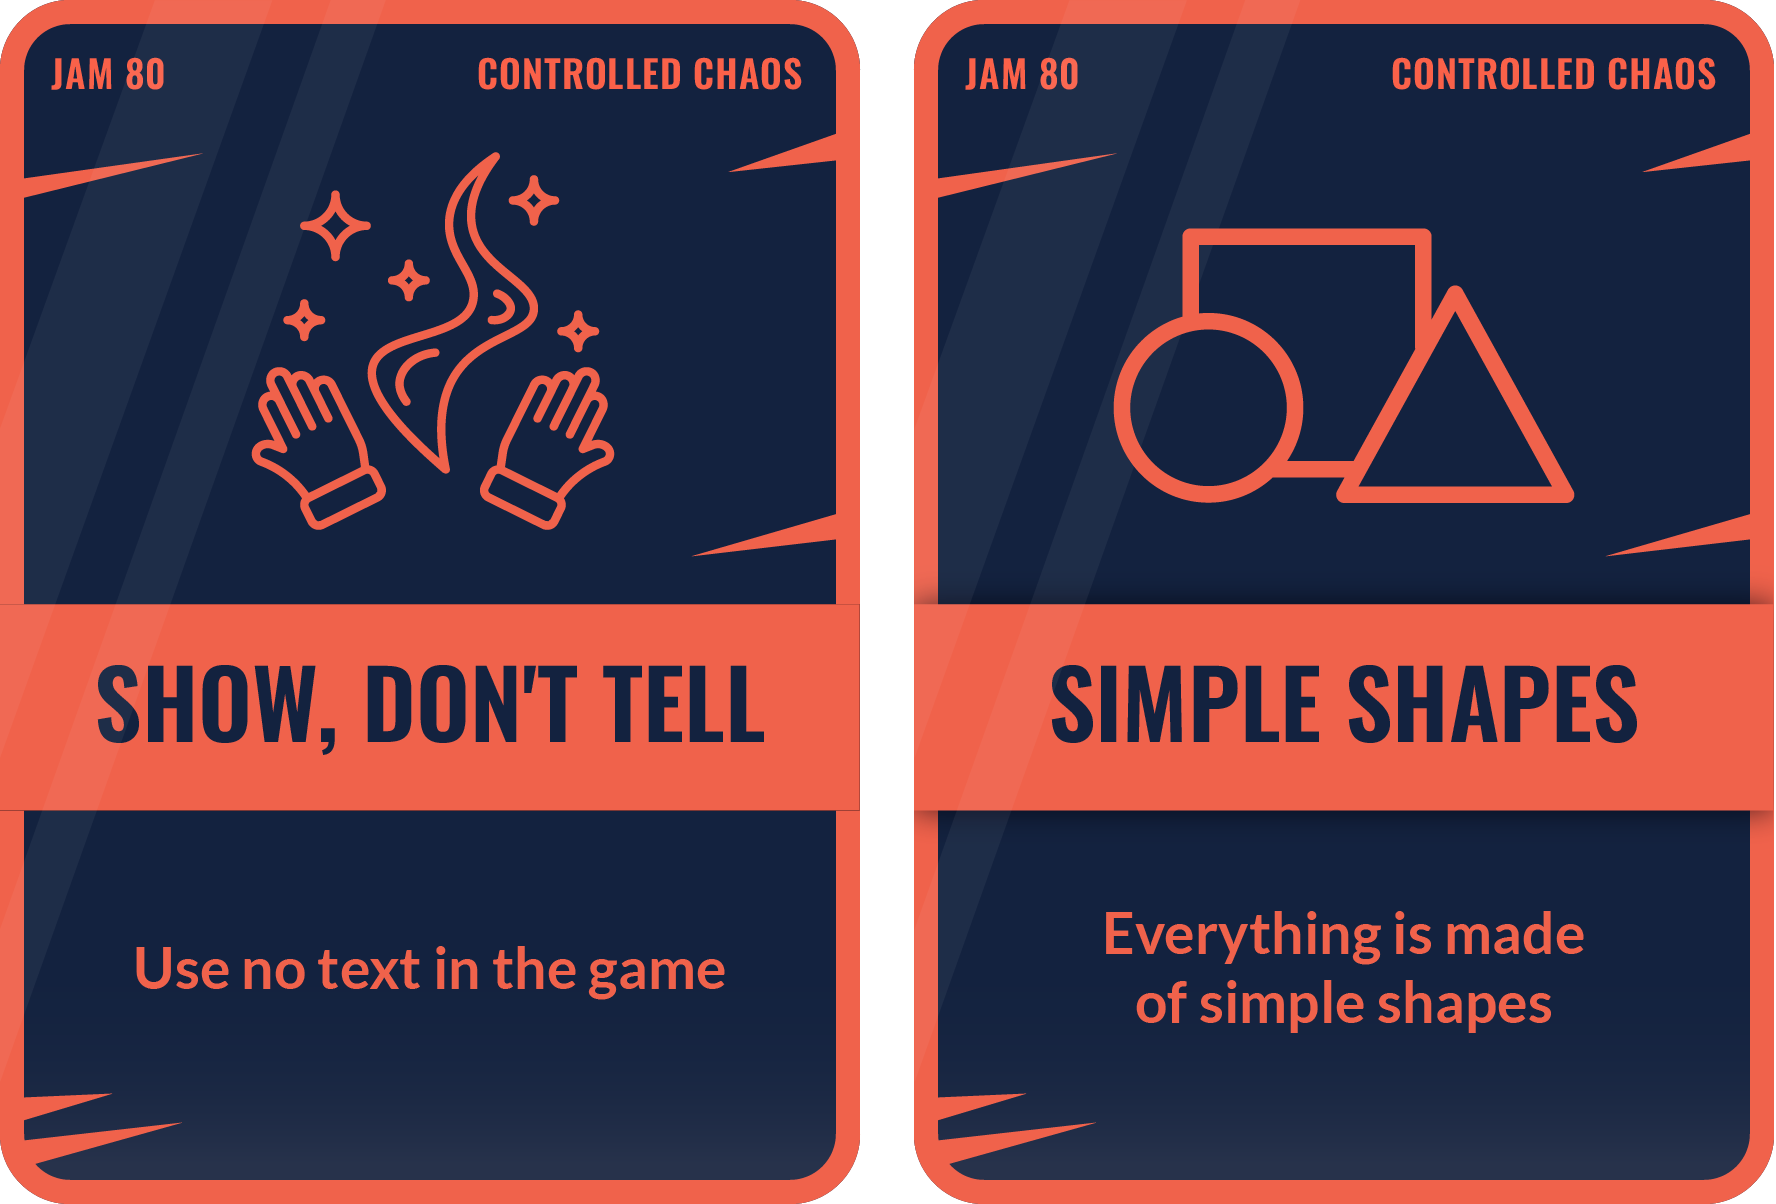 JAM 80
CONTROLLED CHAOS
SHOW, DON'T TELL
Use no text in the game
JAM 80
CONTROLLED CHAOS
SIMPLE SHAPES
Everything is made
of simple shapes